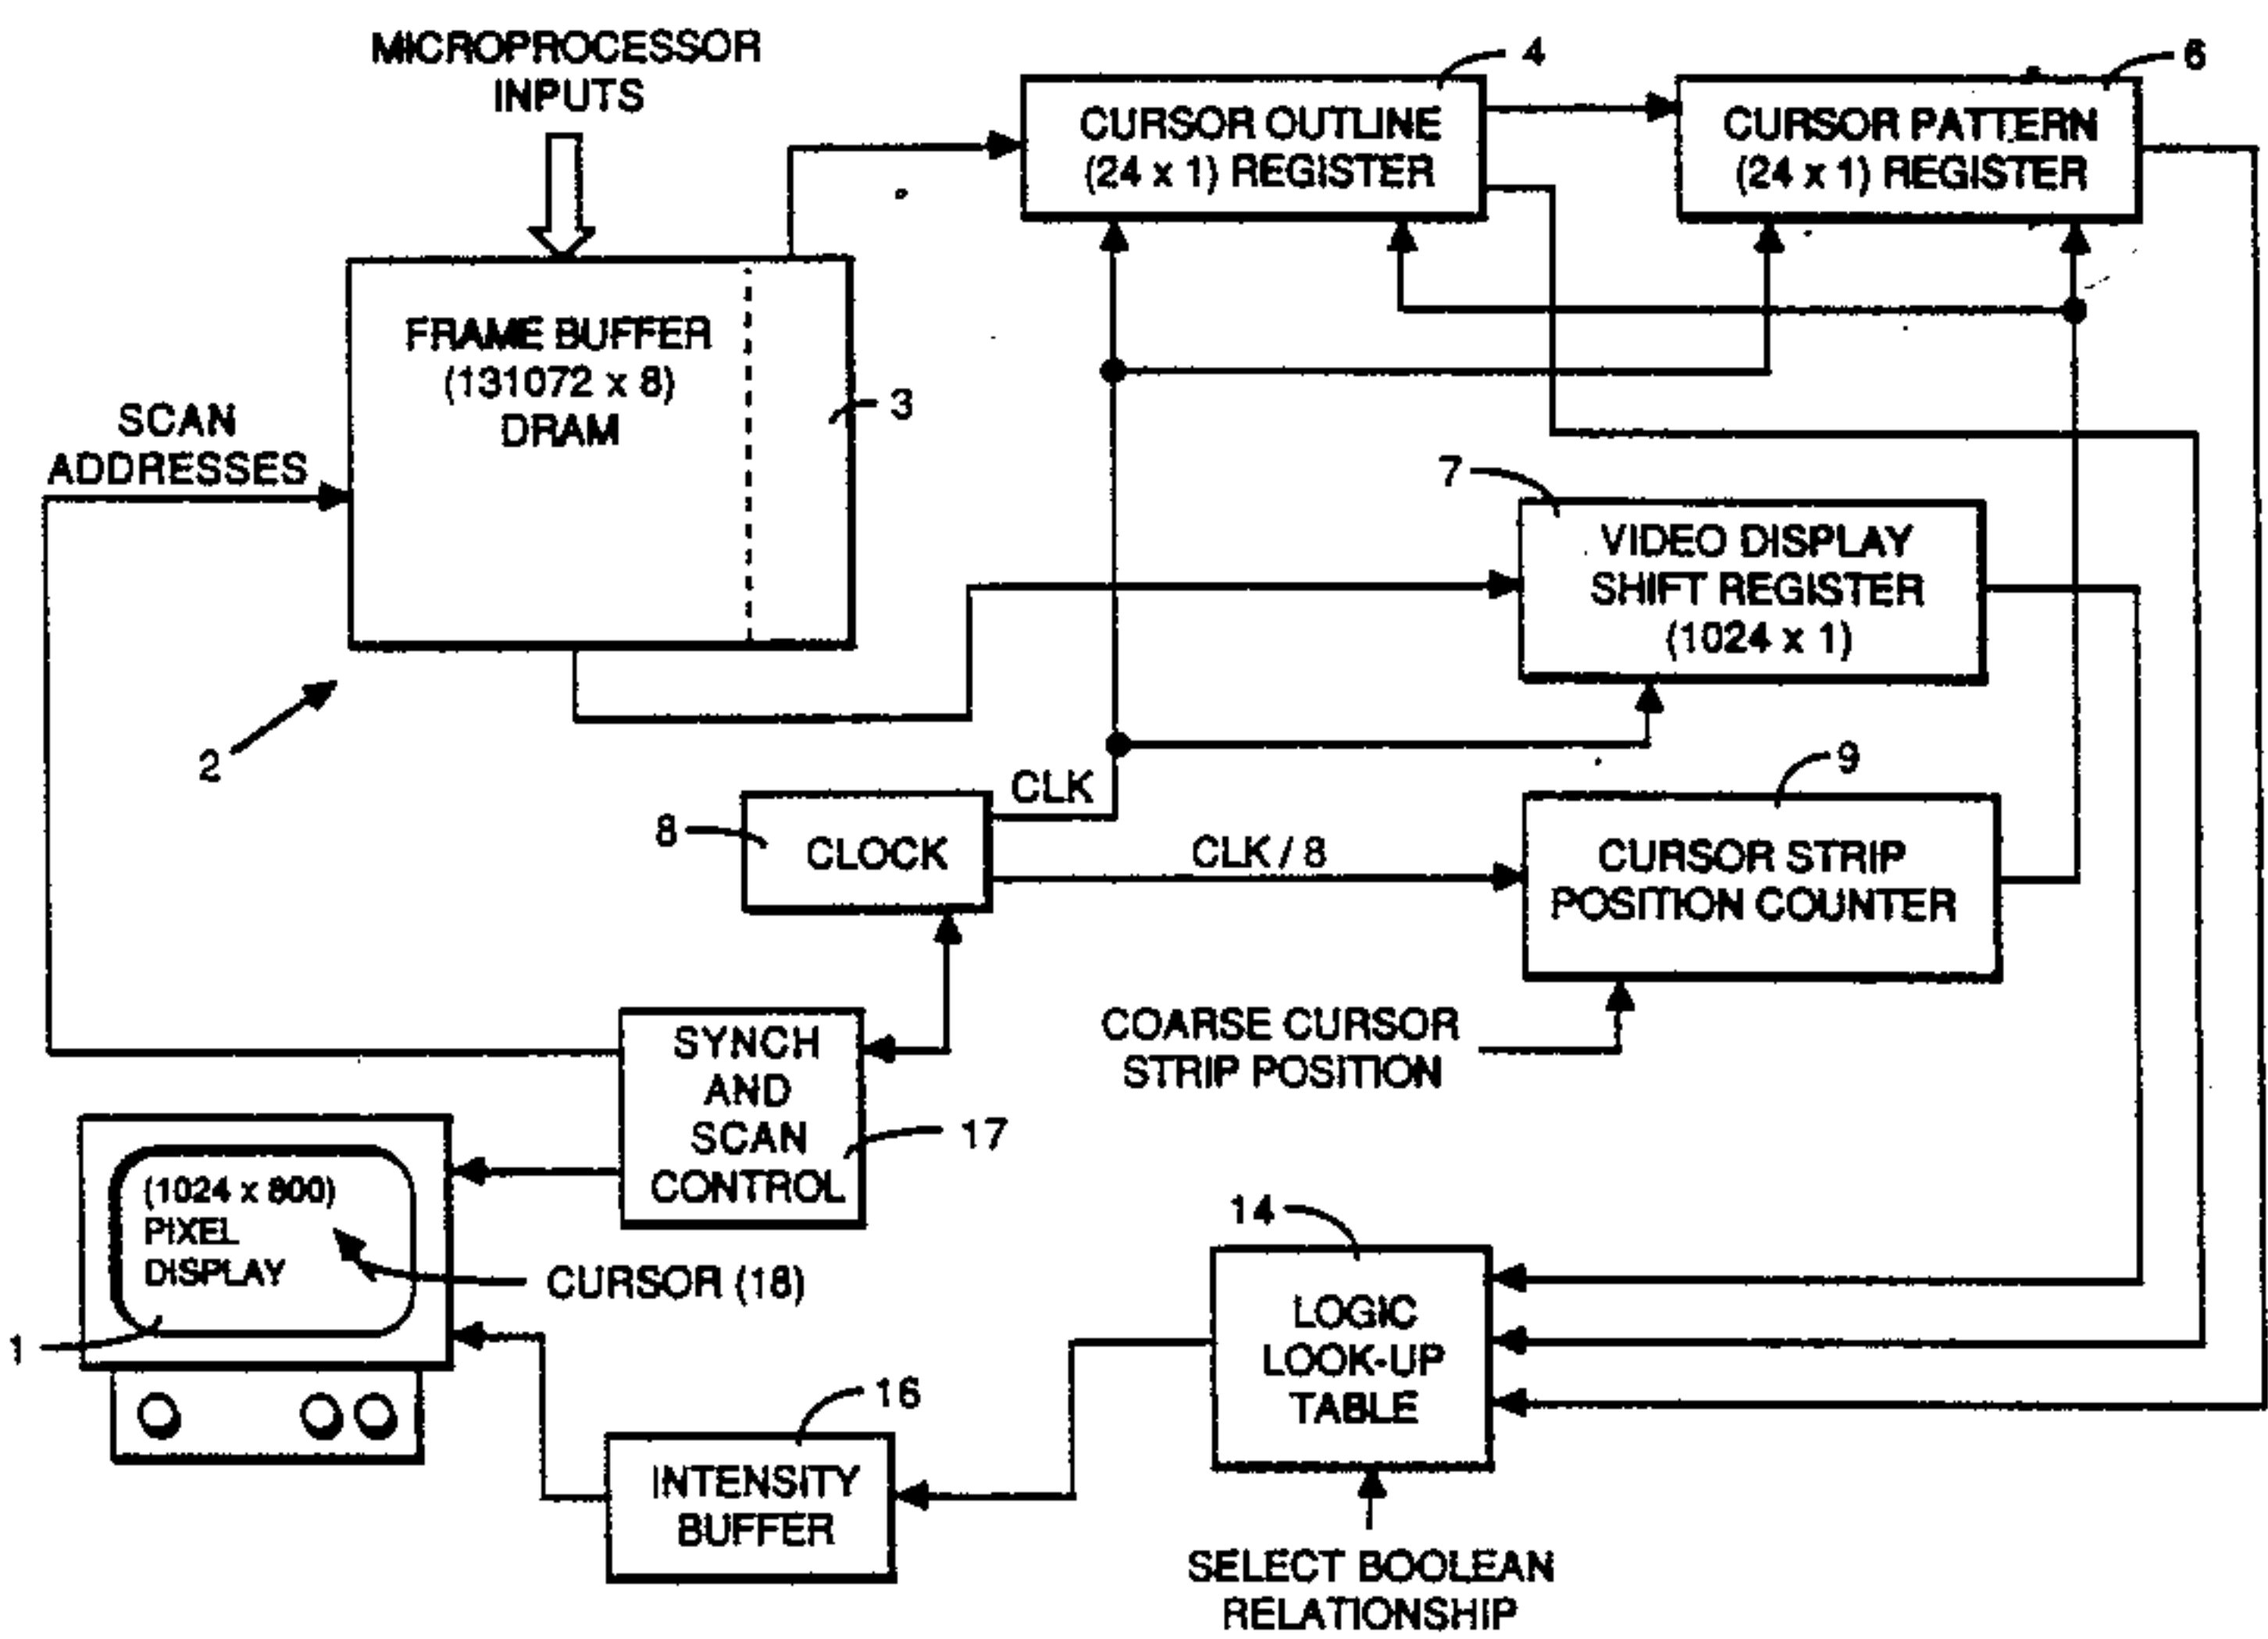 MICROPROCESSOR
INPUTS
4
6
CURSOR OUTLINE
(24 x 1) REGISTER
CURSOR PATTERN
(24 x 1) REGISTER
FRAME BUFFER
(131072 x 8)
DRAM
3
SCAN
ADDRESSES
7
VIDEO DISPLAY
SHIFT REGISTER
(1024 x 1)
2
CLK
9
8
CLOCK
CLK / 8
CURSOR STRIP
POSITION COUNTER
COARSE CURSOR
STRIP POSITION
SYNCH
AND
SCAN
CONTROL
17
(1024 x 800)
PIXEL
DISPLAY
CURSOR (18)
1
14
LOGIC
LOOK-UP
TABLE
16
INTENSITY
BUFFER
SELECT BOOLEAN
RELATIONSHIP